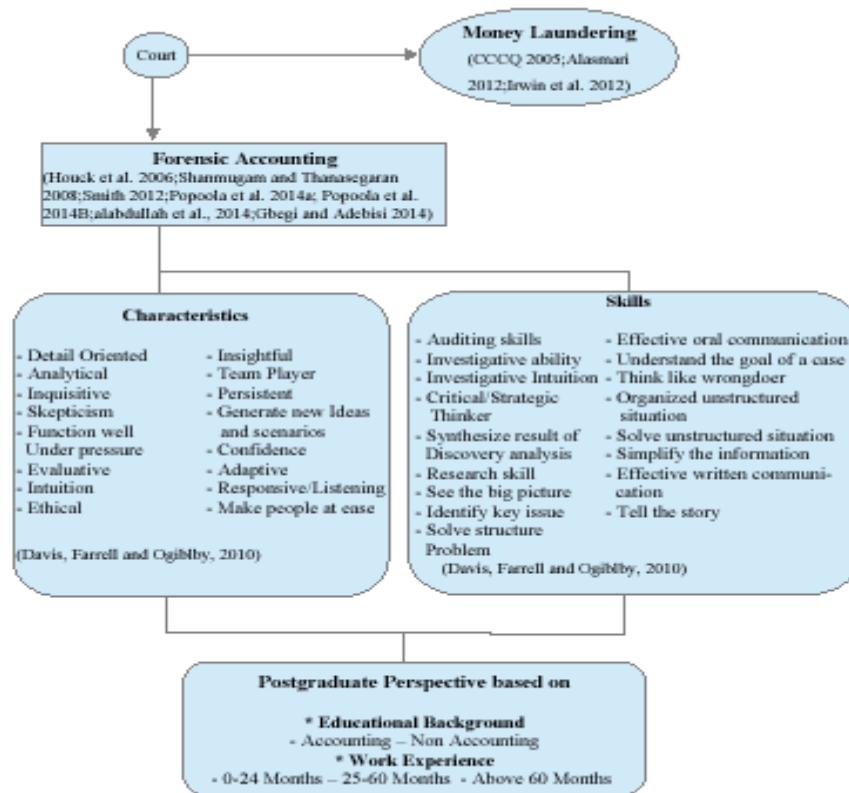 Court
Money Laundering
(CCCQ 2005;Alasmari
2012;Irwin et al. 2012)
Forensic Accounting
(Houck et al. 2006;Shanmugam and Thanasegaran
2008;Smith 2012;Popoola et al. 2014a; Popoola et al.
2014B;alabdullah et al., 2014;Gbegi and Adebisi 2014)
Characteristics
- Detail Oriented
- Analytical
- Inquisitive
- Skepticism
- Function well
Under pressure
- Evaluative
- Intuition
- Ethical
- Insightful
- Team Player
- Persistent
- Generate new Ideas
and scenarios
- Confidence
- Adaptive
- Responsive/Listening
- Make people at ease
(Davis, Farrell and Ogiblby, 2010)
Skills
- Auditing skills
- Investigative ability
- Investigative Intuition
- Critical/Strategic
Thinker
- Synthesize result of
Discovery analysis
- Research skill
- See the big picture
- Identify key issue
- Solve structure
Problem
- Effective oral communication
- Understand the goal of a case
- Think like wrongdoer
- Organized unstructured
situation
- Solve unstructured situation
- Simplify the information
- Effective written communi-
cation
- Tell the story
(Davis, Farrell and Ogiblby, 2010)
Postgraduate Perspective based on
* Educational Background
- Accounting – Non Accounting
* Work Experience
- 0-24 Months – 25-60 Months - Above 60 Months